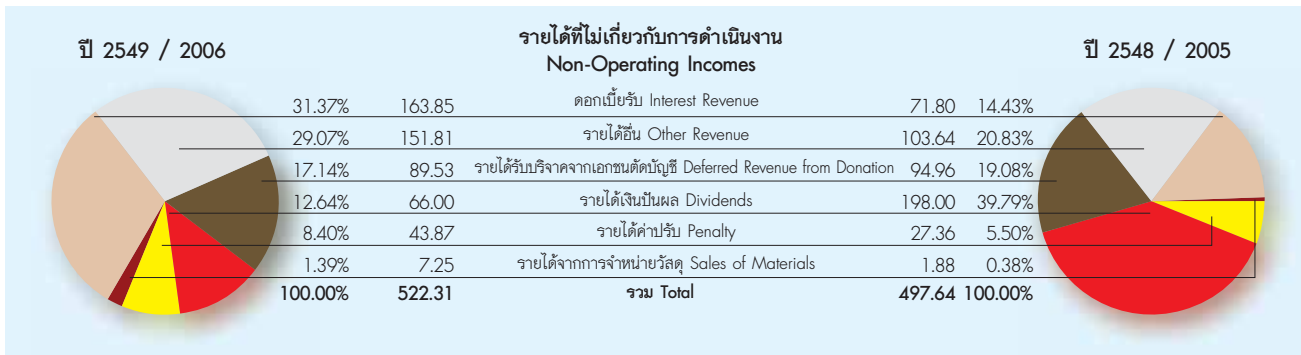 ปี 2549 / 2006
รายได้ที่ไม่เกี่ยวกับการดำเนินงาน
Non-Operating Incomes
ปี 2548 / 2005
31.37% 163.85 ดอกเบี้ยรับ Interest Revenue 71.80 14.43%
29.07% 151.81 รายได้อื่น Other Revenue 103.64 20.83%
17.14% 89.53 รายได้รับบริจาคจากเอกชนตัดบัญชี Deferred Revenue from Donation 94.96 19.08%
12.64% 66.00 รายได้เงินปันผล Dividends 198.00 39.79%
8.40% 43.87 รายได้ค่าปรับ Penalty 27.36 5.50%
1.39% 7.25 รายได้จากการจำหน่ายวัสดุ Sales of Materials 1.88 0.38%
100.00% 522.31 รวม Total 497.64 100.00%